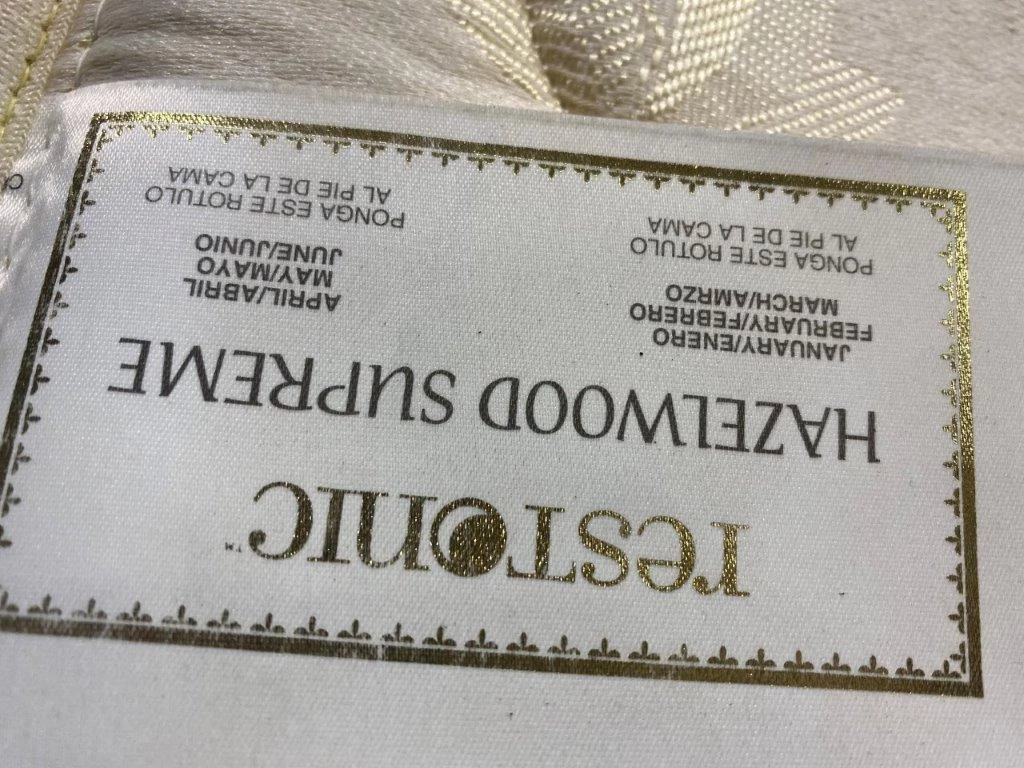 resTonic™
HAZELWOOD SUPREME
JANUARY/ENERO
FEBRUARY/FEBRERO
MARCH/AMRZO
PONGA ESTE ROTULO
AL PIE DE LA CAMA
APRIL/ABRIL
MAY/MAYO
JUNE/JUNIO
PONGA ESTE ROTULO
AL PIE DE LA CAMA